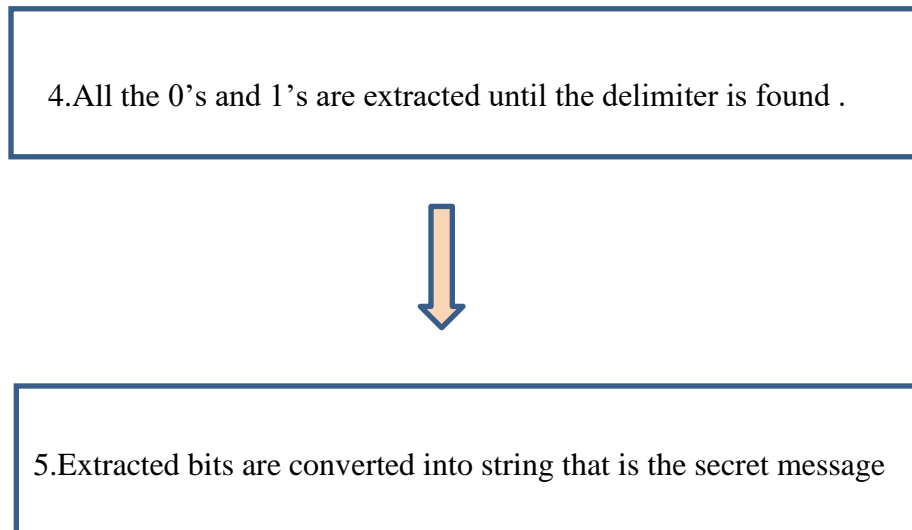 4.All the 0’s and 1’s are extracted until the delimiter is found .
5.Extracted bits are converted into string that is the secret message